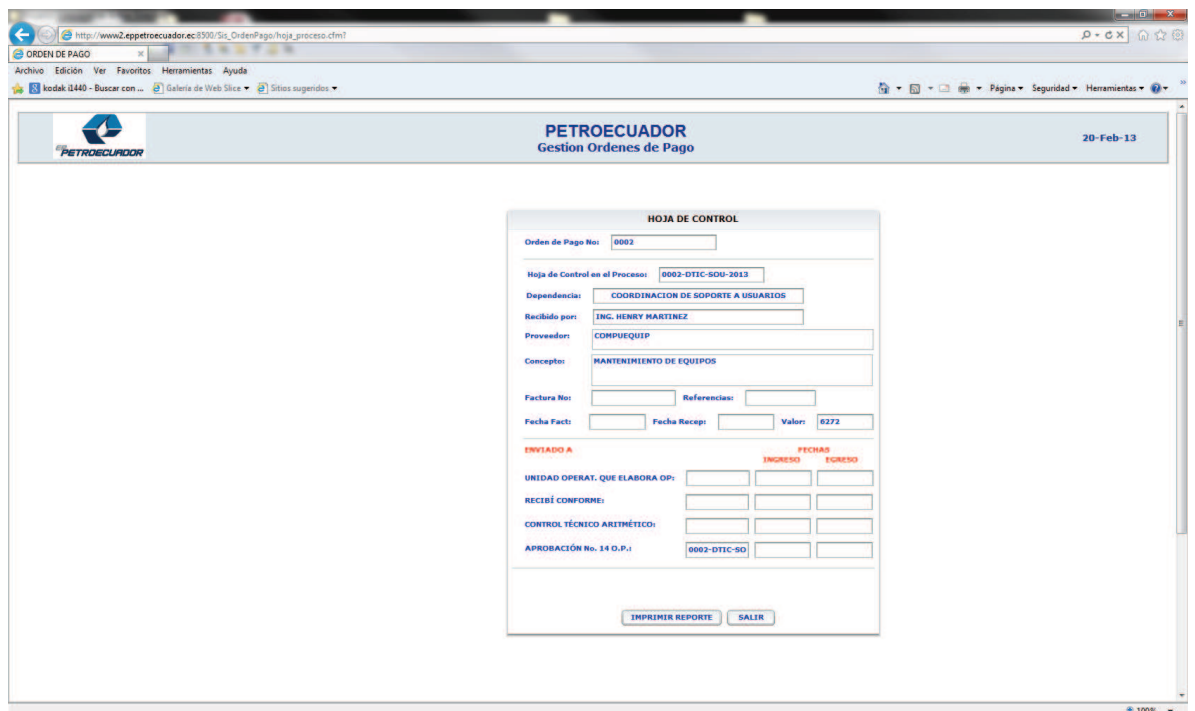 http://www2.eppetroecuador.ec:8500/Sis_OrdenPago/hoja_proceso.cfm?
ORDEN DE PAGO
Archivo Edición Ver Favoritos Herramientas Ayuda
kodak i1440 - Buscar con ... Galería de Web Slice Sitios sugeridos Página Seguridad Herramientas
EP PETROECUADOR
PETROECUADOR
Gestion Ordenes de Pago
20-Feb-13
HOJA DE CONTROL
Orden de Pago No: 0002
Hoja de Control en el Proceso: 0002-DTIC-SOU-2013
Dependencia: COORDINACION DE SOPORTE A USUARIOS
Recibido por: ING. HENRY MARTINEZ
Proveedor: COMPUEQUIP
Concepto: MANTENIMIENTO DE EQUIPOS
Factura No: Referencias:
Fecha Fact: Fecha Recep: Valor: 6272
ENVIADO A FECHAS
INGRESO EGRESO
UNIDAD OPERAT. QUE ELABORA OP:
RECIBÍ CONFORME:
CONTROL TÉCNICO ARITMÉTICO:
APROBACIÓN No. 14 O.P.: 0002-DTIC-SO
IMPRIMIR REPORTE SALIR
100%